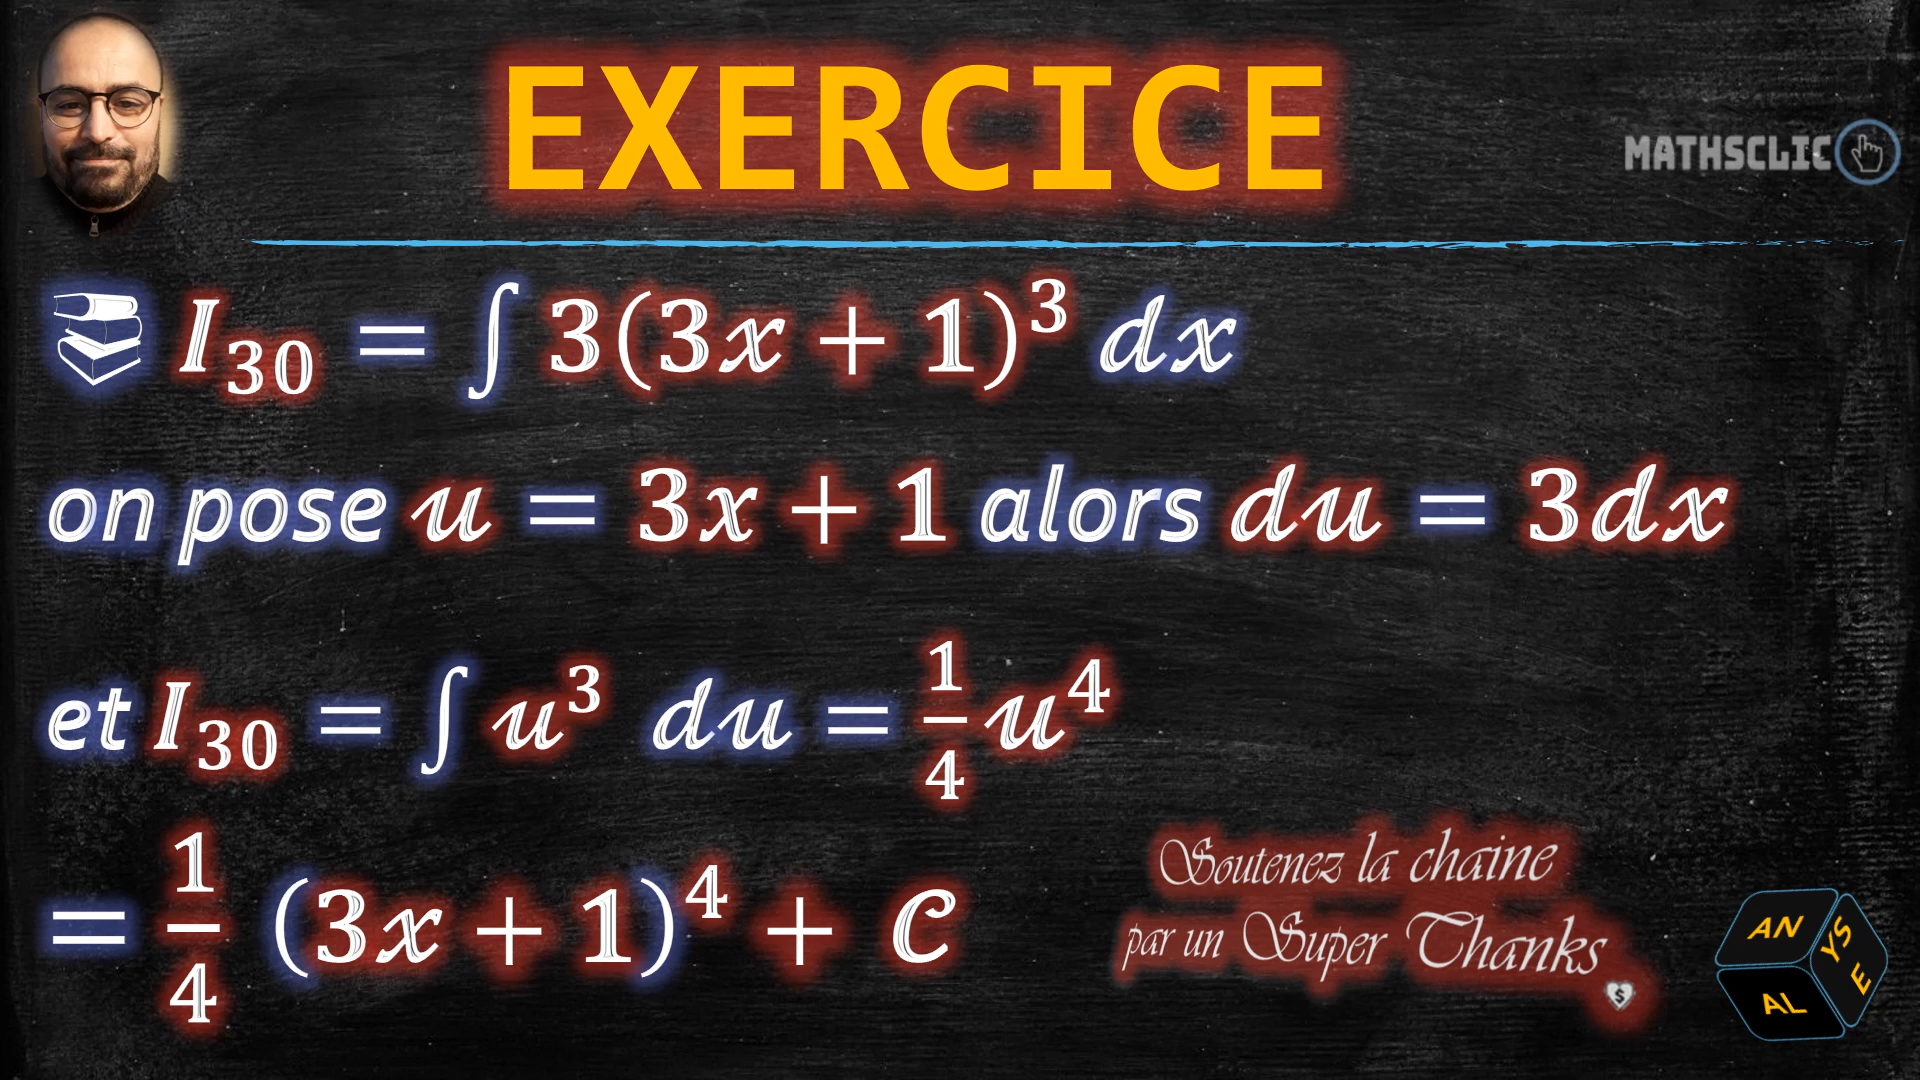 EXERCICE
MATHSCLIC
I₃₀ = ∫ 3(3x + 1)³ dx
on pose u = 3x + 1 alors du = 3dx
et I₃₀ = ∫ u³ du = 1/4 u⁴
= 1/4 (3x + 1)⁴ + C
Soutenez la chaine
par un Super Thanks
$
AN
AL
YS
E